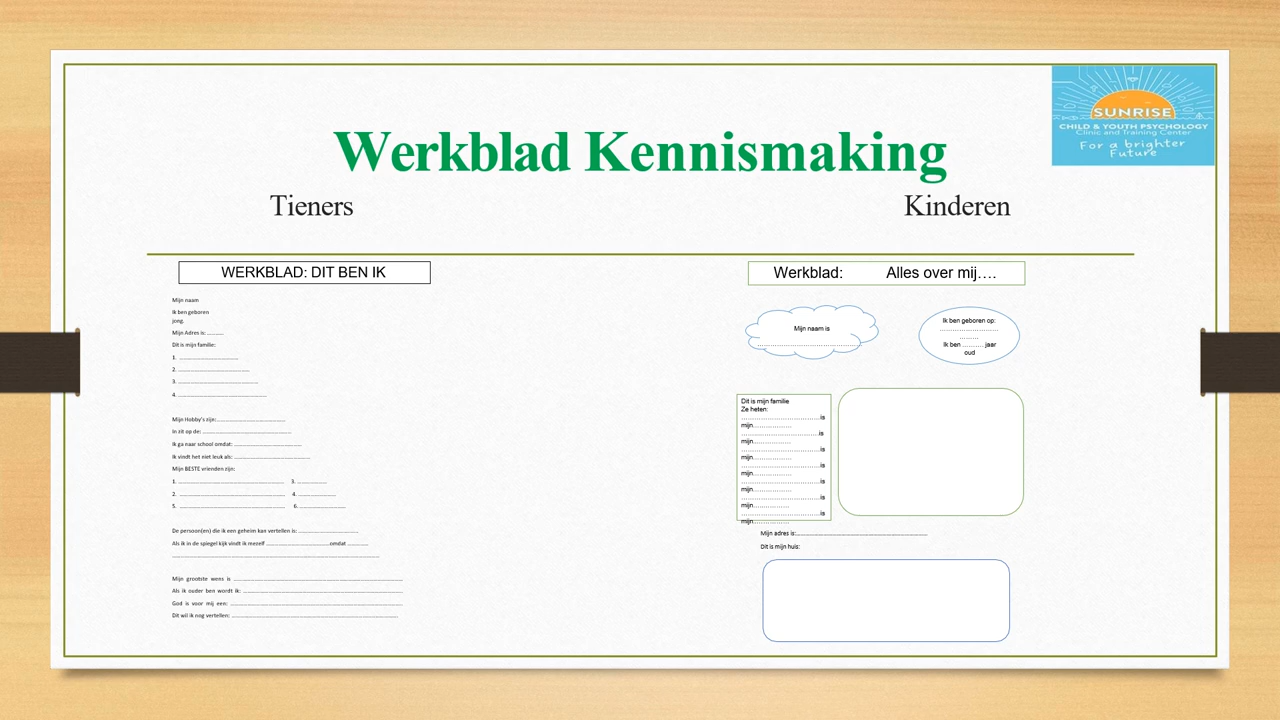 SUNRISE
CHILD & YOUTH PSYCHOLOGY
Clinic and Training Center
For a brighter
Future
Werkblad Kennismaking
Tieners
Kinderen
WERKBLAD: DIT BEN IK
Mijn naam
Ik ben geboren
jong.
Mijn Adres is: ..........
Dit is mijn familie:
1. ..............................
2. ..............................
3. ..............................
4. ..............................
Mijn Hobby's zijn:..............................
In zit op de: ..............................
Ik ga naar school omdat: ..............................
Ik vindt het niet leuk als: ..............................
Mijn BESTE vrienden zijn:
1. .............................. 3. ...............
2. .............................. 4. ...............
5. .............................. 6. ...............
De persoon(en) die ik een geheim kan vertellen is: ..............................
Als ik in de spiegel kijk vindt ik mezelf ..............................omdat ...........
............................................................
Mijn grootste wens is ..............................
Als ik ouder ben wordt ik: ..............................
God is voor mij een: ..............................
Dit wil ik nog vertellen: ..............................
Werkblad: Alles over mij….
Mijn naam is
……………………………
Ik ben geboren op:
……………………
………
Ik ben ………. jaar
oud
Dit is mijn familie
Ze heten:
……………………………is
mijn……………
……………………………is
mijn……………
……………………………is
mijn……………
……………………………is
mijn……………
……………………………is
mijn……………
……………………………is
mijn……………
……………………………is
mijn……………
Mijn adres is:..............................
Dit is mijn huis: